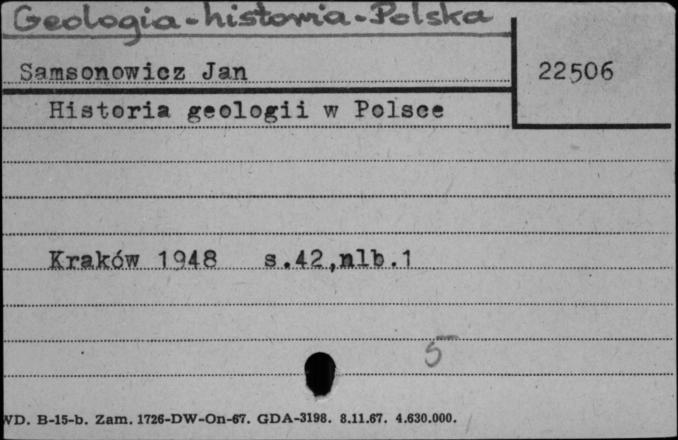 Geologia-historia-Polska
Samsonowicz Jan
22506
Historia geologii w Polsce
Kraków 1948 s.42,nlb.1
5
WD. B-15-b. Zam. 1726-DW-On-67. GDA-3198. 8.11.67. 4.630.000.